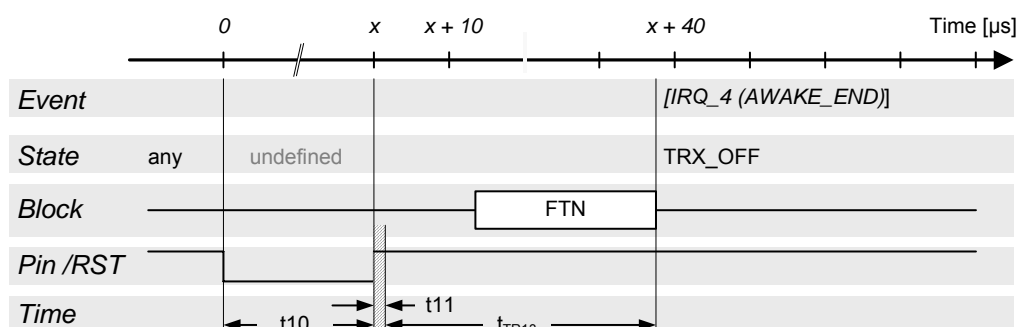 0 x x + 10 x + 40 Time [µs]
Event [IRQ_4 (AWAKE_END)]
State any undefined TRX_OFF
Block FTN
Pin /RST
Time t11
t10